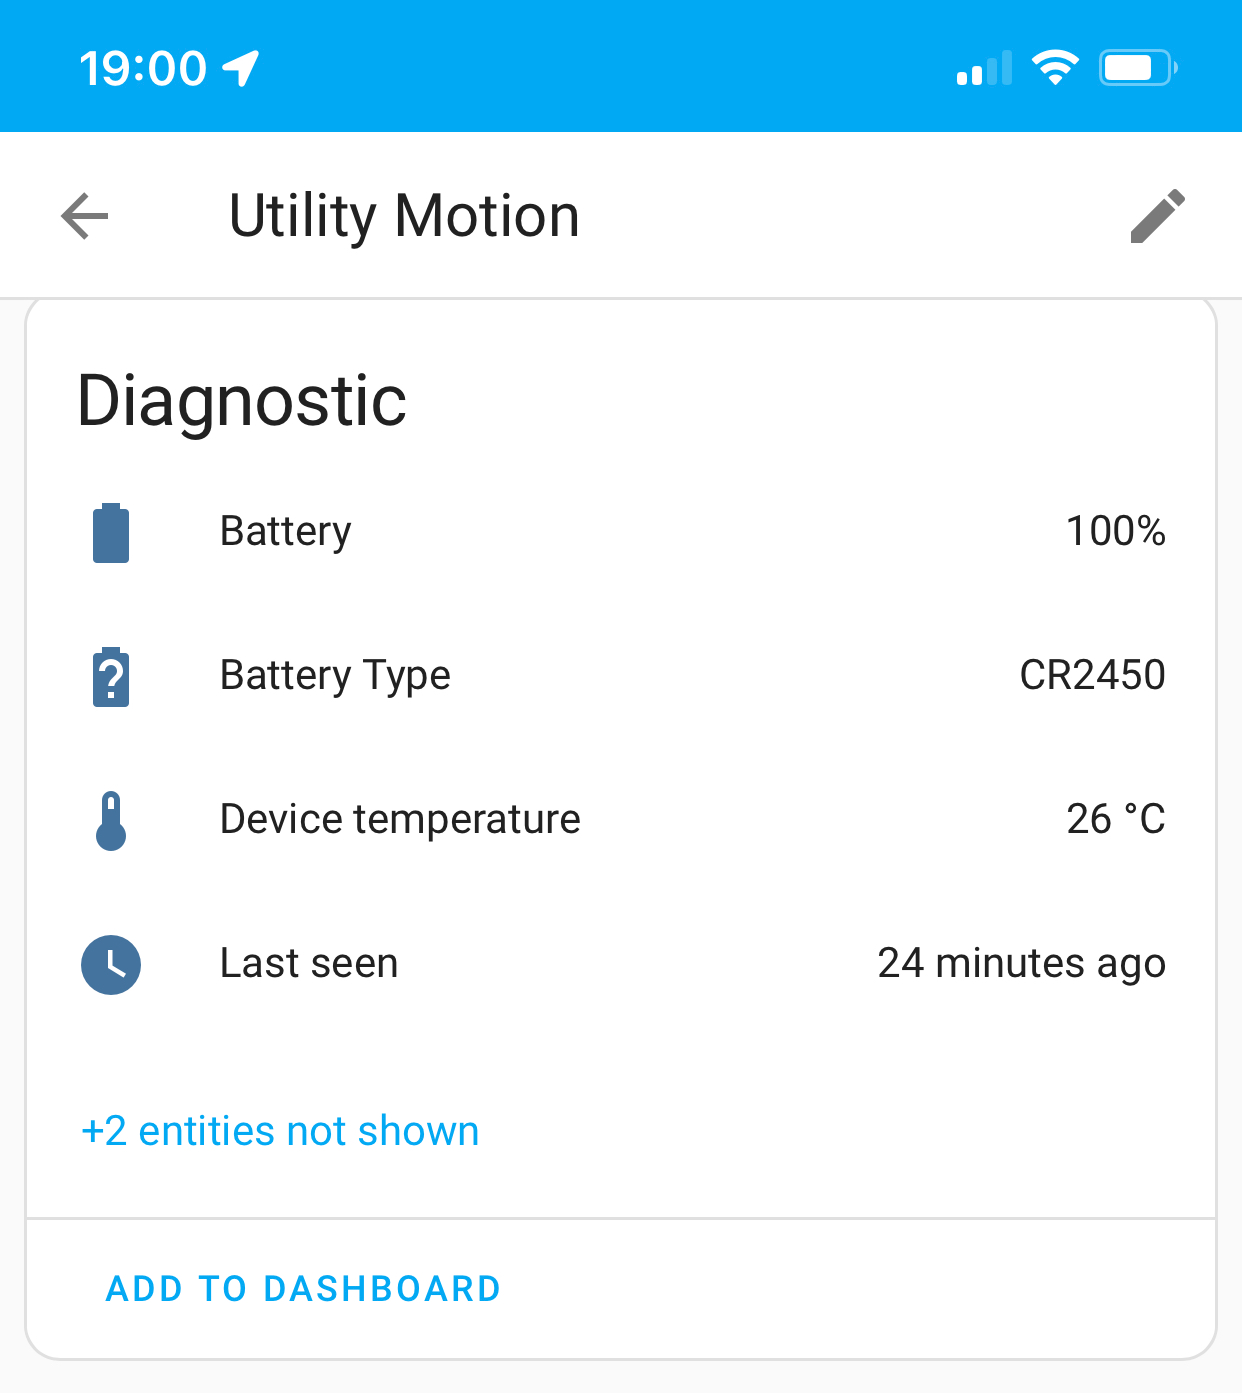 19:00
Utility Motion
Diagnostic
Battery 100%
Battery Type CR2450
Device temperature 26 °C
Last seen 24 minutes ago
+2 entities not shown
ADD TO DASHBOARD